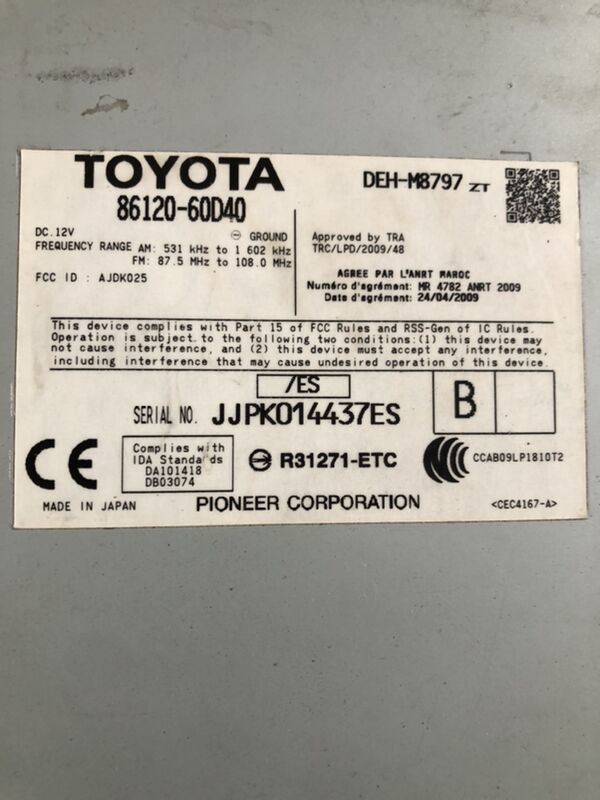 TOYOTA
86120-60D40
DEH-M8797 ZT
DC.12V
⊖ GROUND
FREQUENCY RANGE AM: 531 kHz to 1 602 kHz
FM: 87.5 MHz to 108.0 MHz
FCC ID : AJDK025
Approved by TRA
TRC/LPD/2009/48
AGREE PAR L'ANRT MAROC
Numéro d'agrément: MR 4782 ANRT 2009
Date d'agrément: 24/04/2009
This device complies with Part 15 of FCC Rules and RSS-Gen of IC Rules.
Operation is subject to the following two conditions:(1) this device may
not cause interference, and (2) this device must accept any interference,
including interference that may cause undesired operation of this device.
/ES
SERIAL NO. JJPK014437ES
B
CE
Complies with
IDA Standards
DA101418
DB03074
R31271-ETC
CCAB09LP1810T2
MADE IN JAPAN
PIONEER CORPORATION
<CEC4167-A>